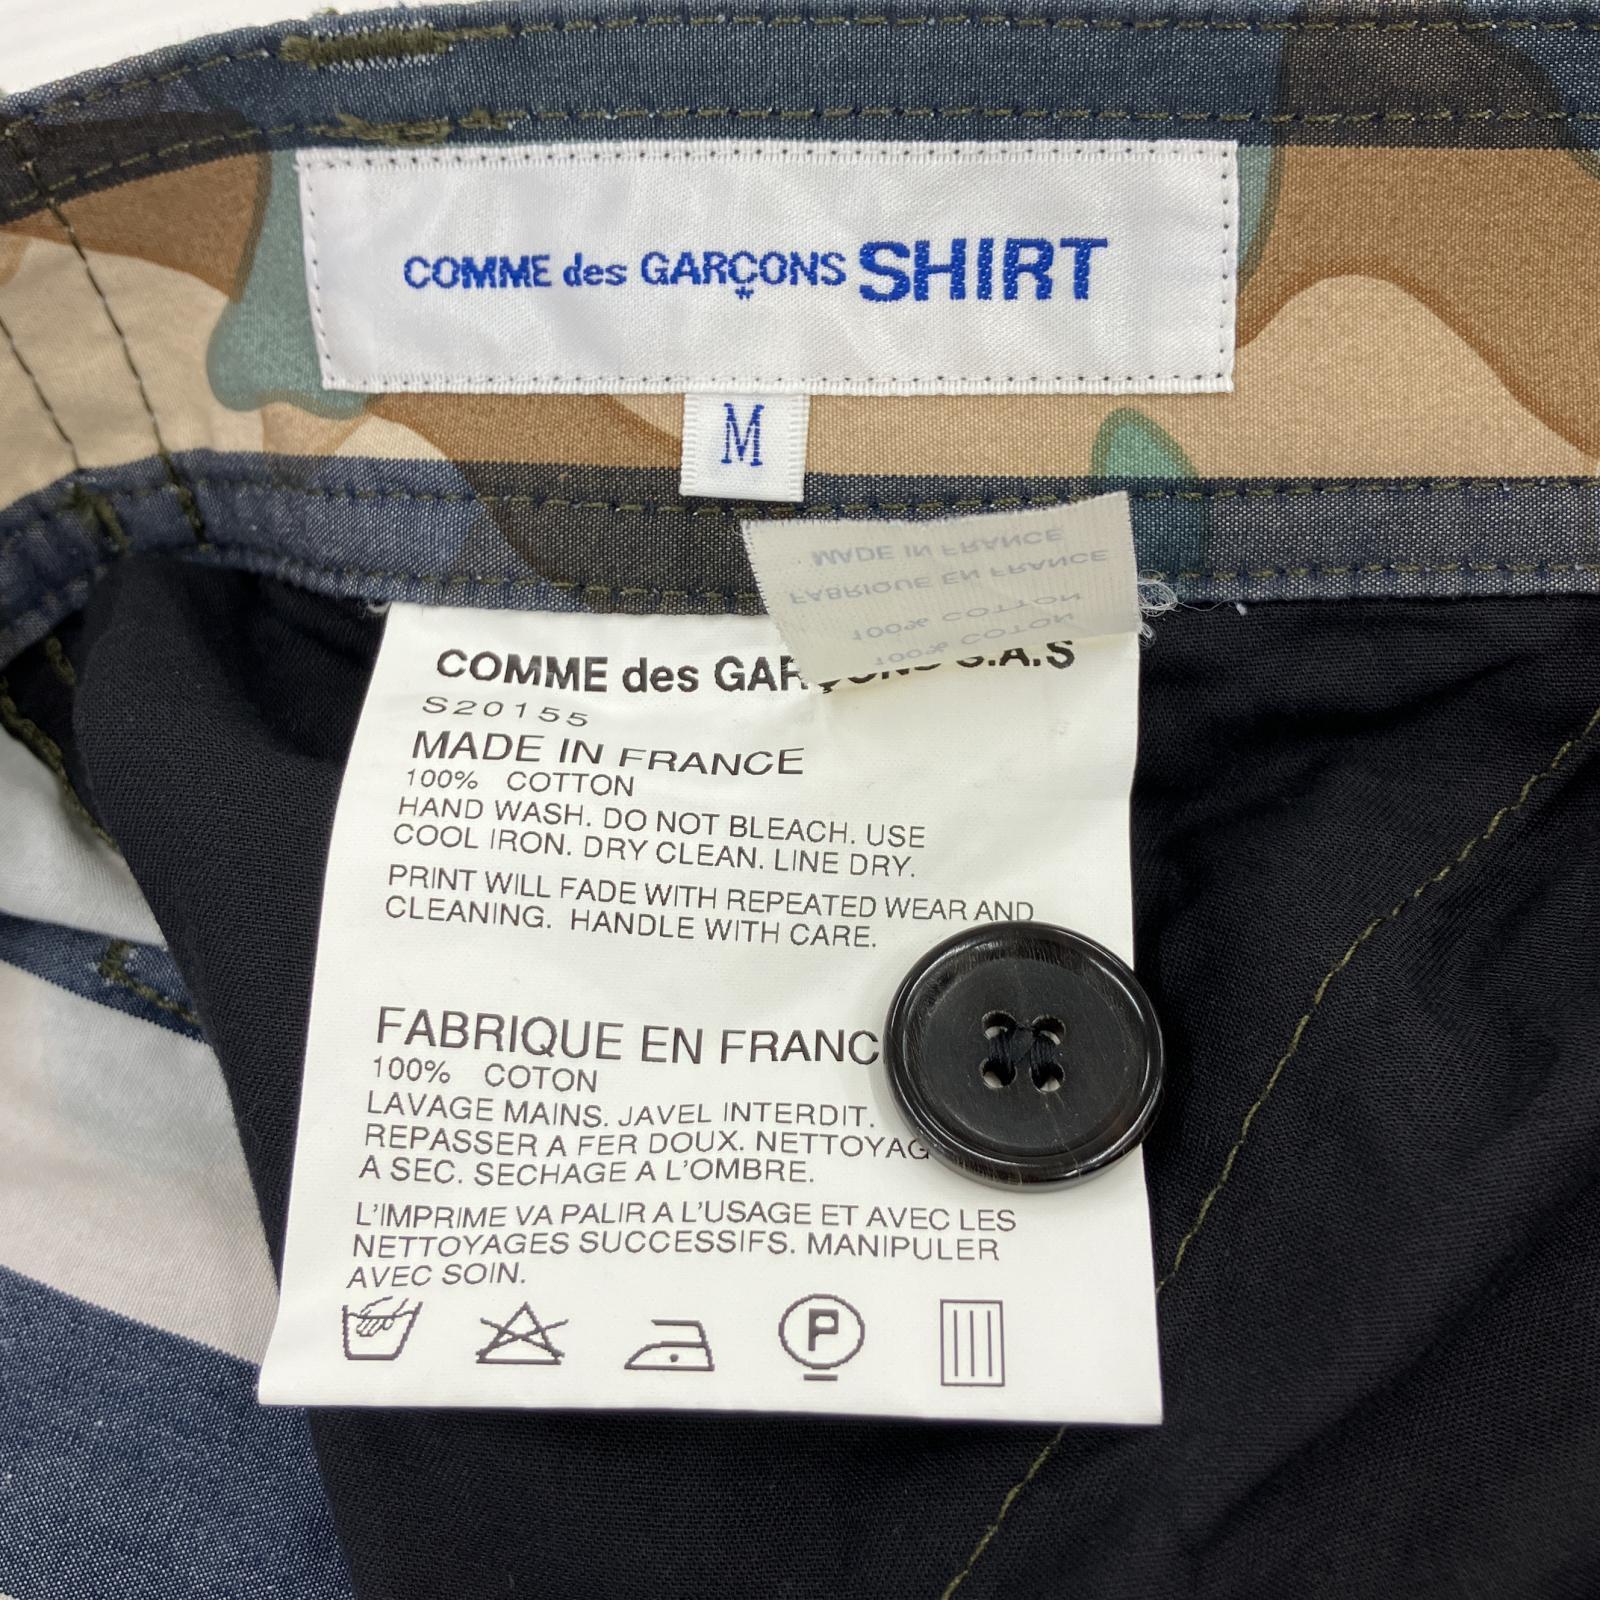 COMME des GARÇONS SHIRT
M
MADE IN FRANCE
FABRIQUE EN FRANCE
100% COTTON
100% COTON
COMME des GARÇONS S.A.S
S20155
MADE IN FRANCE
100% COTTON
HAND WASH. DO NOT BLEACH. USE
COOL IRON. DRY CLEAN. LINE DRY.
PRINT WILL FADE WITH REPEATED WEAR AND
CLEANING. HANDLE WITH CARE.
FABRIQUE EN FRANC
100% COTON
LAVAGE MAINS. JAVEL INTERDIT.
REPASSER A FER DOUX. NETTOYAG
A SEC. SECHAGE A L'OMBRE.
L'IMPRIME VA PALIR A L'USAGE ET AVEC LES
NETTOYAGES SUCCESSIFS. MANIPULER
AVEC SOIN.
P